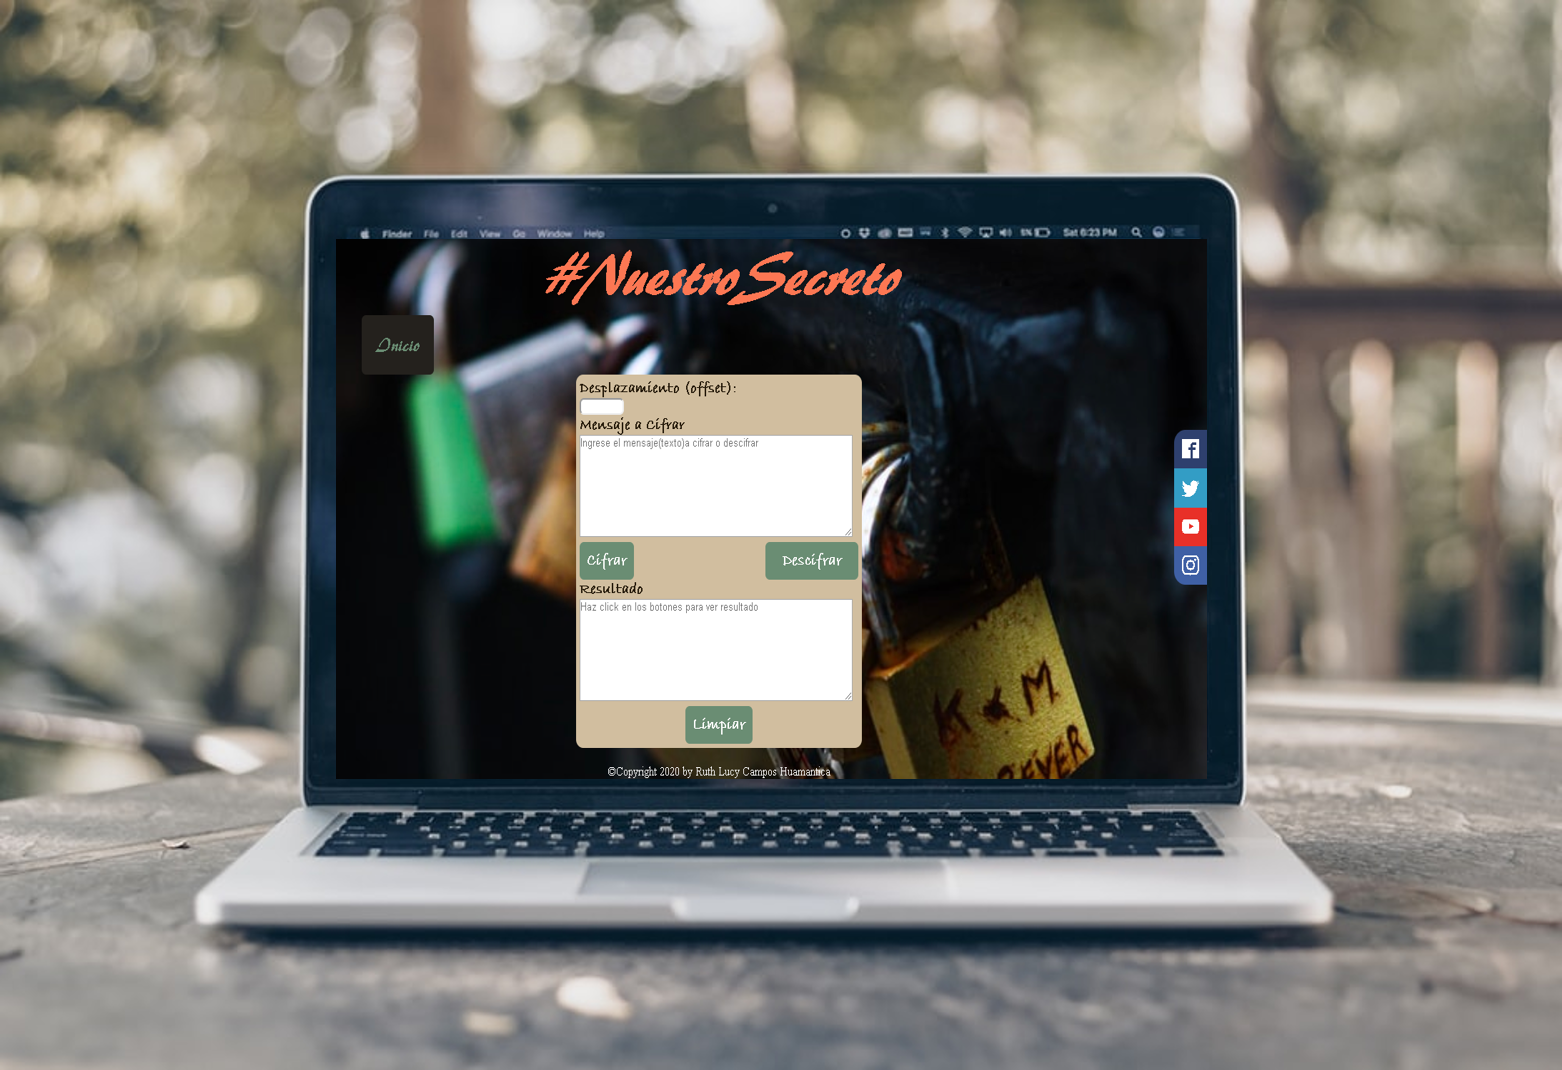 Finder File Edit View Go Window Help
5% Sat 6:23 PM
#NuestroSecreto
Inicio
Desplazamiento (offset):
Mensaje a Cifrar
Ingrese el mensaje(texto)a cifrar o descifrar
Cifrar Descifrar
Resultado
Haz click en los botones para ver resultado
Limpiar
K & M
©Copyright 2020 by Ruth Lucy Campos Huamantica